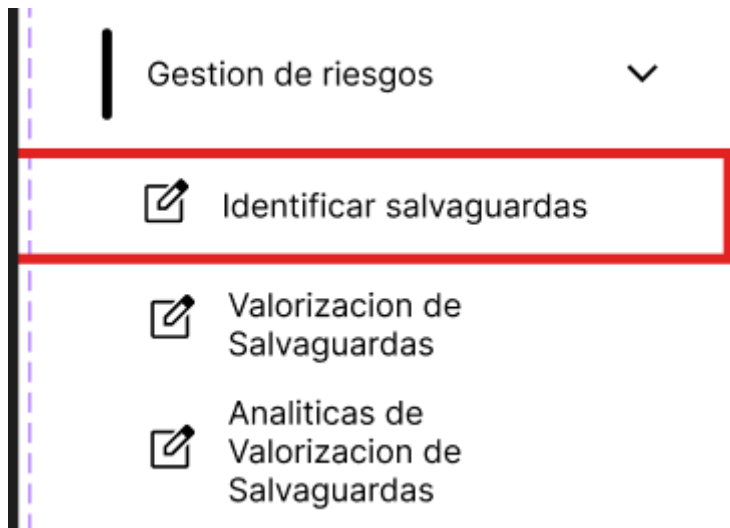 Gestion de riesgos
Identificar salvaguardas
Valorizacion de
Salvaguardas
Analiticas de
Valorizacion de
Salvaguardas